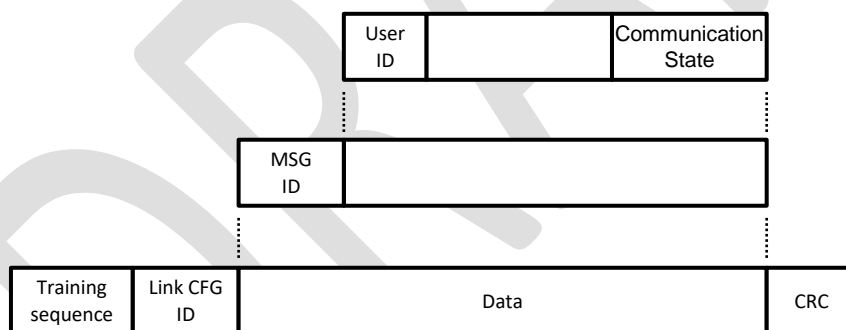 User
ID
Communication
State
MSG
ID
Training
sequence
Link CFG
ID
Data
CRC